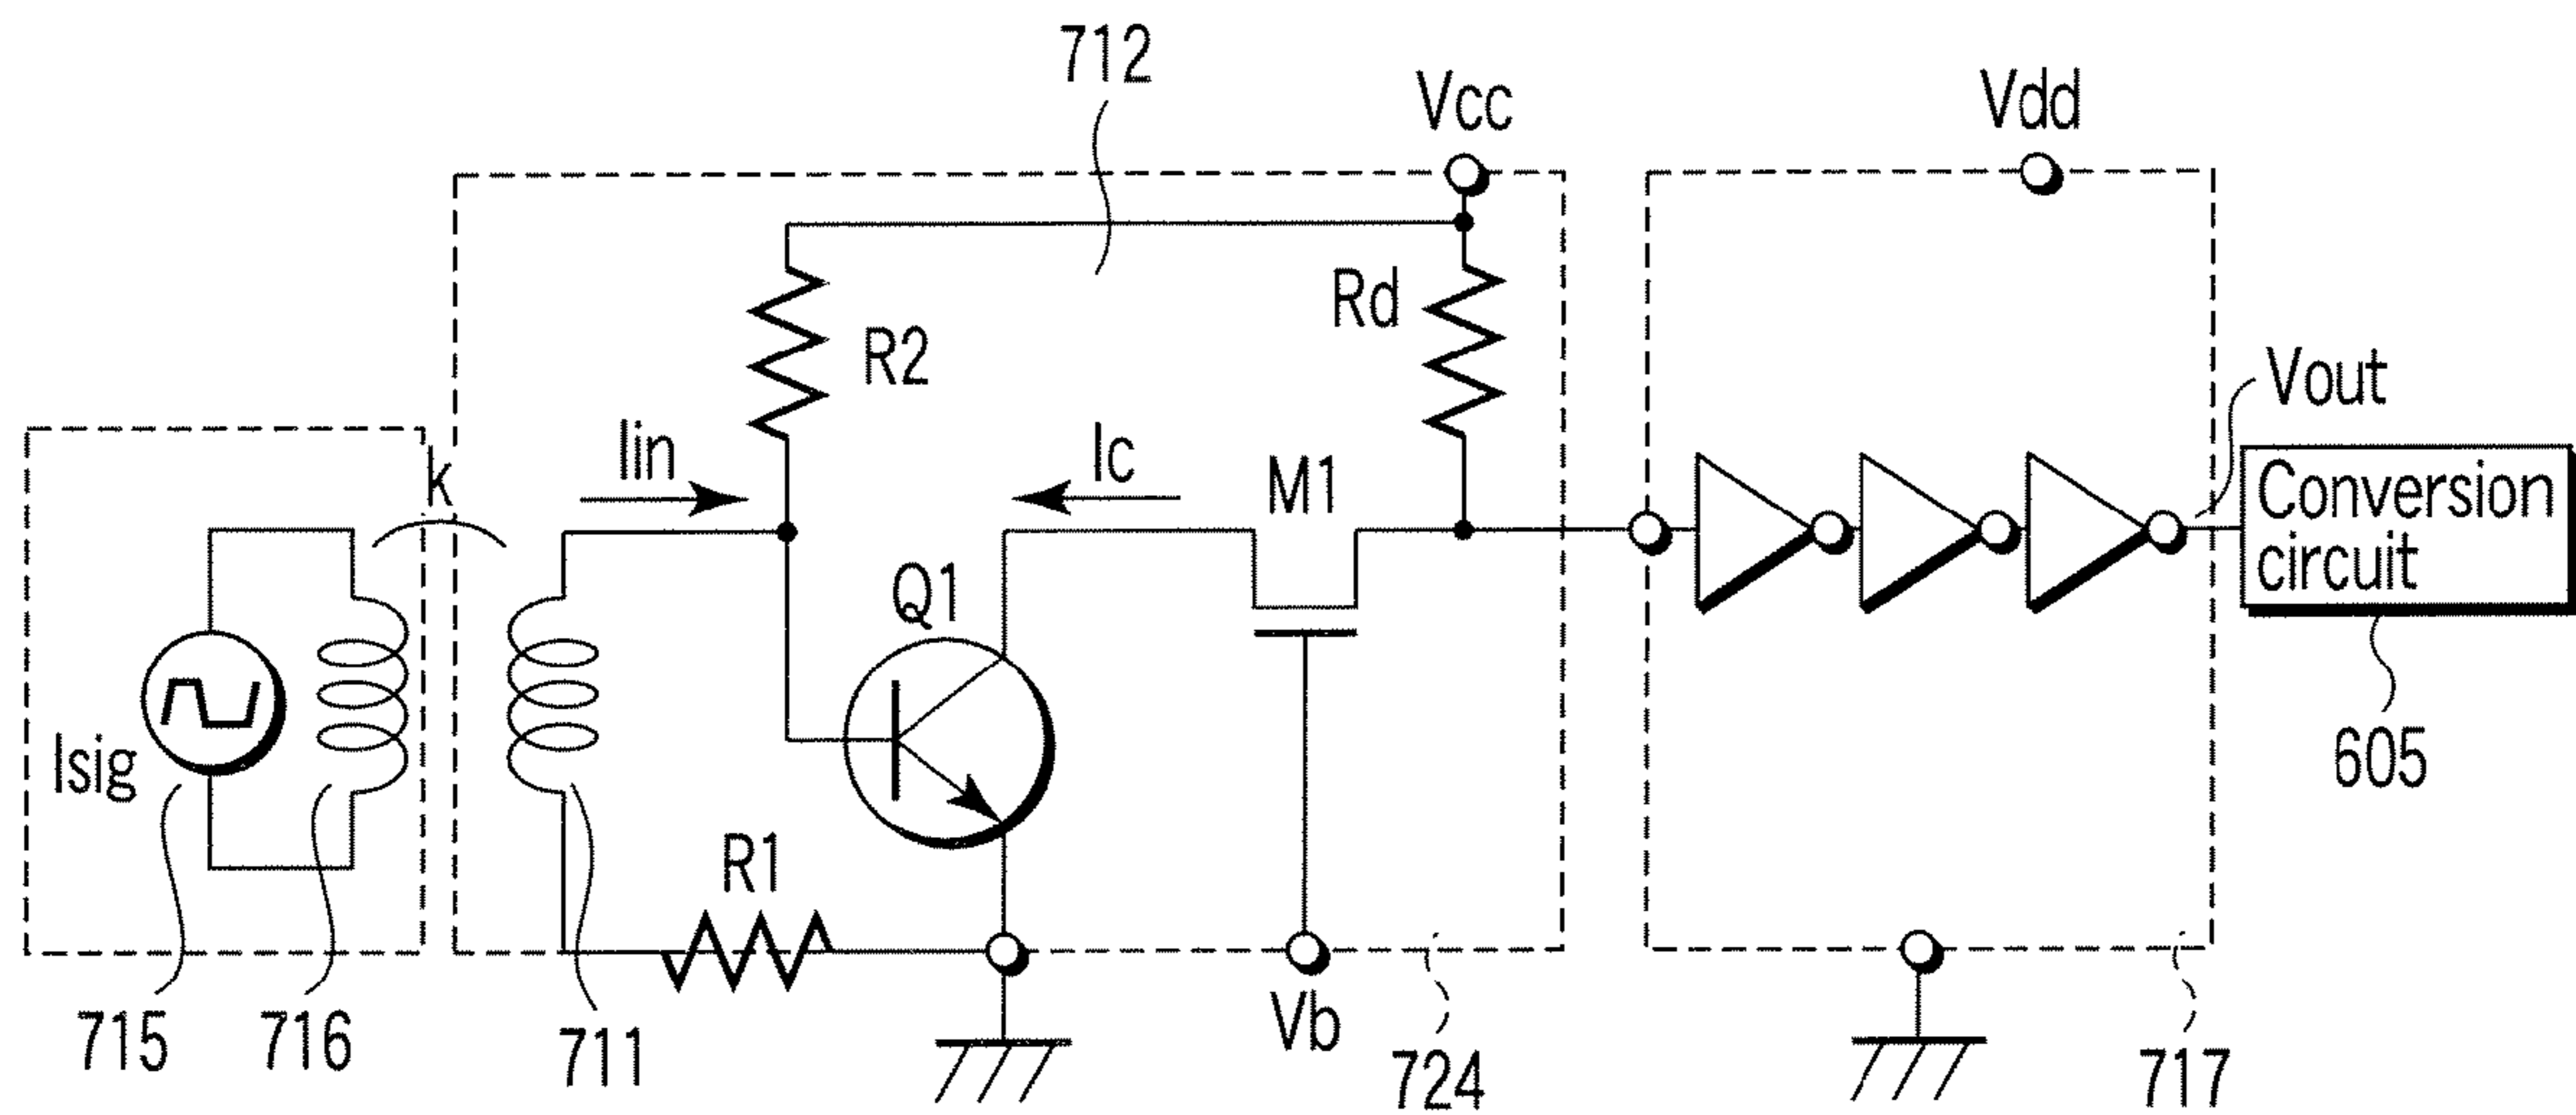 712
Vcc
Vdd
Rd
R2
Vout
k
Iin
Ic
M1
Conversion
circuit
Q1
Isig
605
R1
715
716
711
Vb
724
717